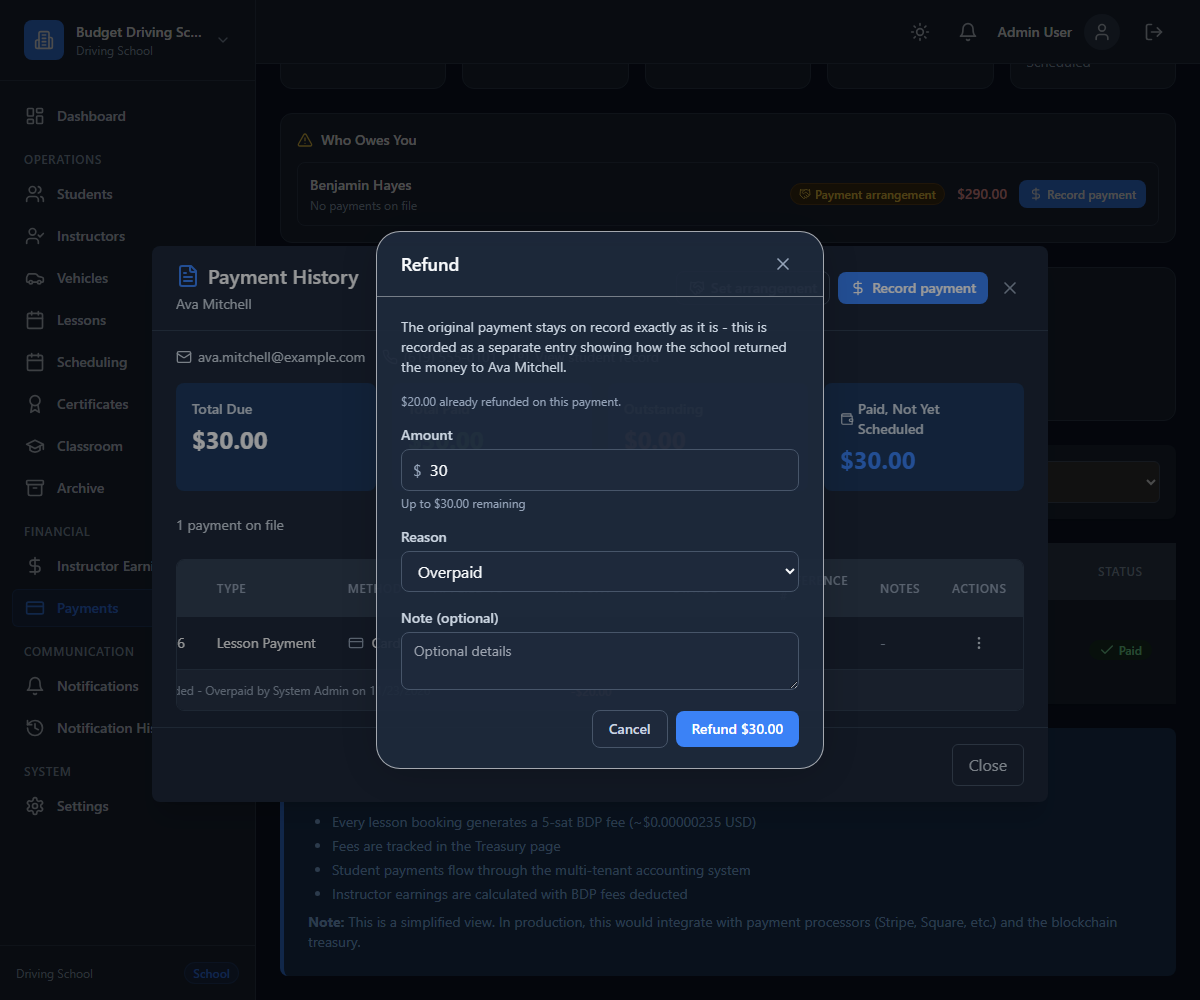 Budget Driving Sc...
Driving School
Admin User
Dashboard
OPERATIONS
Students
Instructors
Vehicles
Lessons
Scheduling
Certificates
Classroom
Archive
FINANCIAL
Instructor Earni
Payments
COMMUNICATION
Notifications
Notification His
SYSTEM
Settings
Driving School
School
Scheduled
Who Owes You
Benjamin Hayes
No payments on file
Payment arrangement
$290.00
Record payment
Payment History
Ava Mitchell
Set arrangement
Record payment
ava.mitchell@example.com
Total Due
$30.00
Outstanding
$0.00
Paid, Not Yet
Scheduled
$30.00
1 payment on file
TYPE
NOTES
ACTIONS
STATUS
6
Lesson Payment
-
Paid
ded - Overpaid by System Admin on 1
Close
Refund
The original payment stays on record exactly as it is - this is
recorded as a separate entry showing how the school returned
the money to Ava Mitchell.
$20.00 already refunded on this payment.
Amount
$ 30
Up to $30.00 remaining
Reason
Overpaid
Note (optional)
Optional details
Cancel
Refund $30.00
Every lesson booking generates a 5-sat BDP fee (~$0.00000235 USD)
Fees are tracked in the Treasury page
Student payments flow through the multi-tenant accounting system
Instructor earnings are calculated with BDP fees deducted
Note: This is a simplified view. In production, this would integrate with payment processors (Stripe, Square, etc.) and the blockchain
treasury.